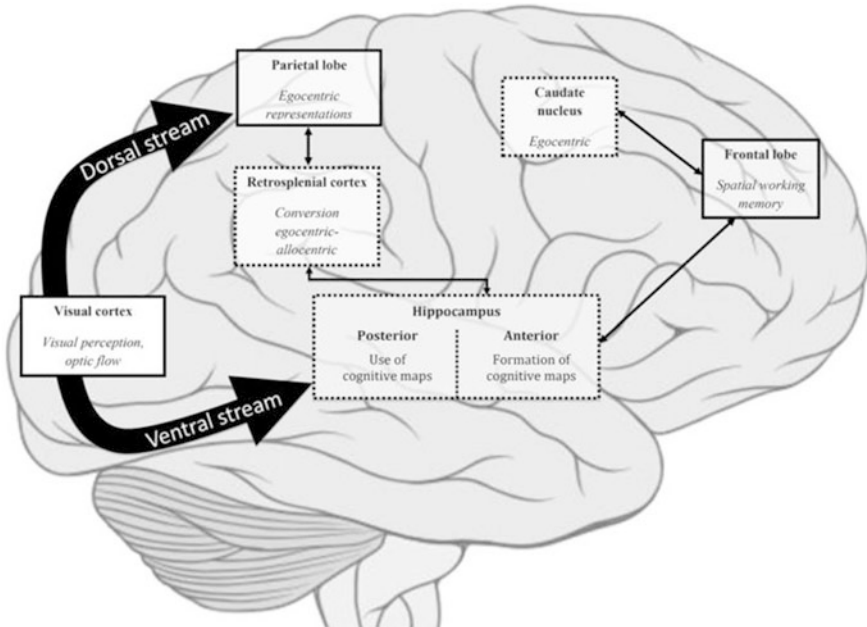 Parietal lobe
Egocentric
representations
Caudate
nucleus
Egocentric
Dorsal stream
Frontal lobe
Spatial working
memory
Retrosplenial cortex
Conversion
egocentric-
allocentric
Visual cortex
Visual perception,
optic flow
Hippocampus
Posterior
Use of
cognitive maps
Anterior
Formation of
cognitive maps
Ventral stream